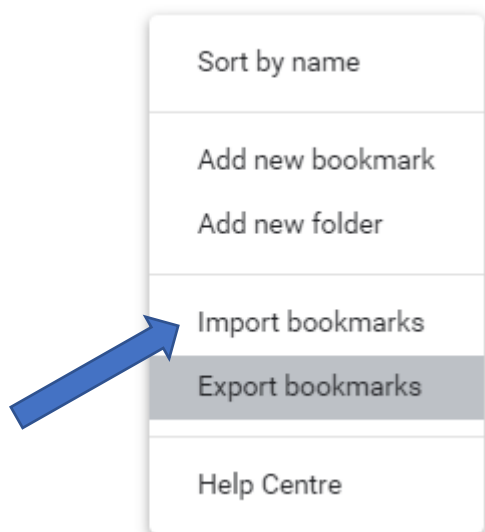 Sort by name
Add new bookmark
Add new folder
Import bookmarks
Export bookmarks
Help Centre